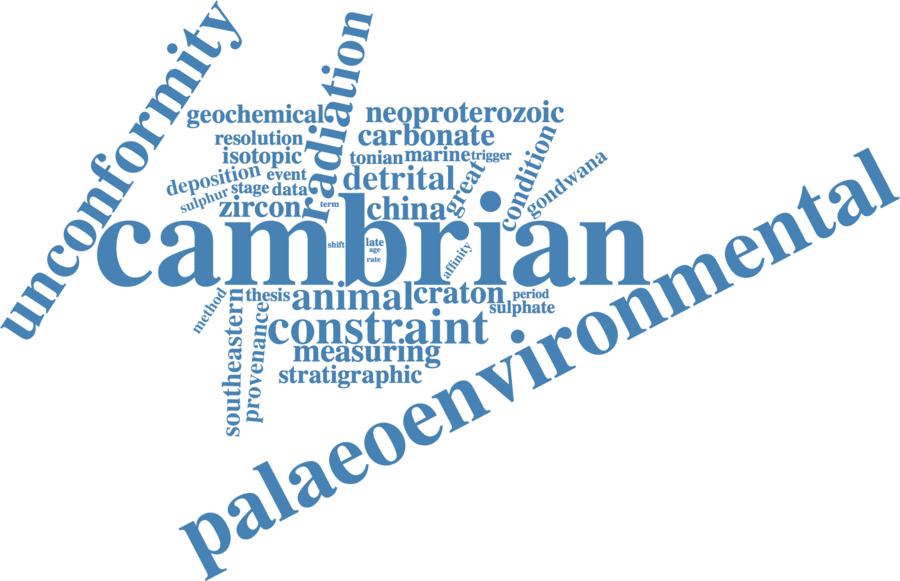 unconformity
radiation
geochemical
neoproterozoic
resolution
carbonate
isotopic
tonian
marine
trigger
condition
gondwana
deposition
event
detrital
great
sulphur
stage
data
zircon
term
china
palaeoenvironmental
cambrian
shift
late
age
rate
affinity
method
thesis
animal
craton
period
sulphate
southeastern
provenance
constraint
measuring
stratigraphic